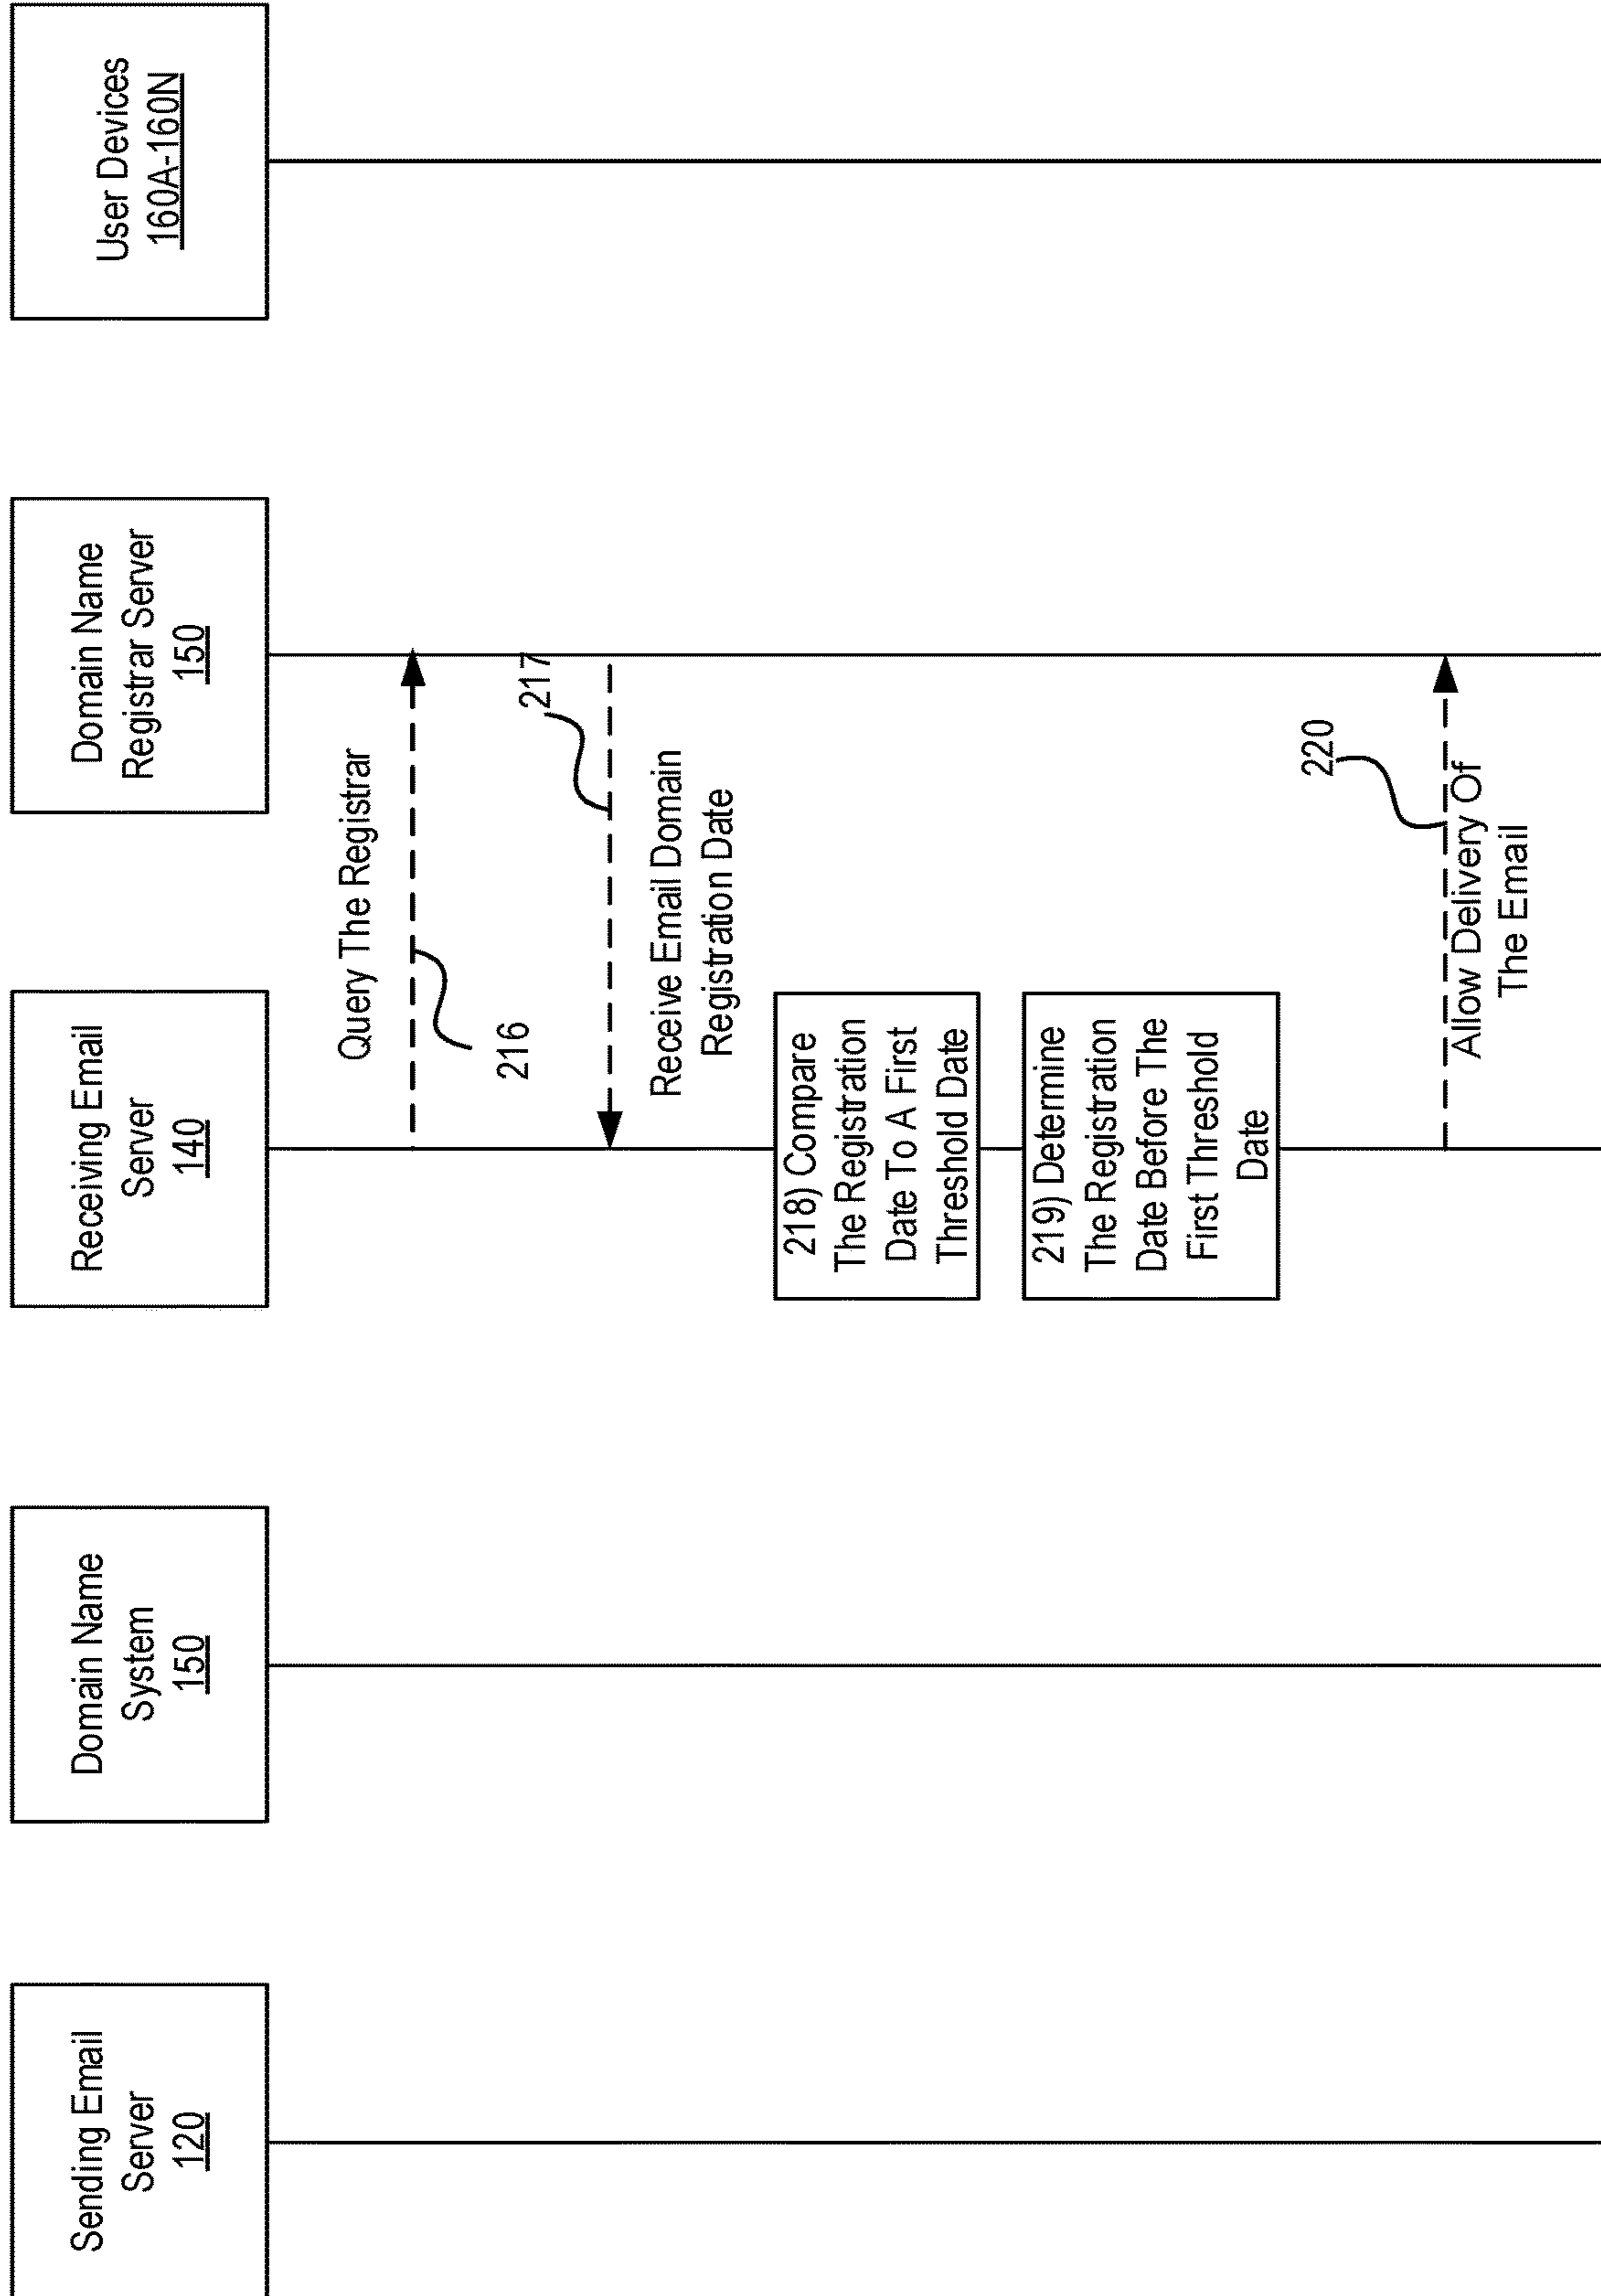 Sending Email
Server
120
Domain Name
System
150
Receiving Email
Server
140
Domain Name
Registrar Server
150
User Devices
160A-160N
Query The Registrar
216
217
Receive Email Domain
Registration Date
218) Compare
The Registration
Date To A First
Threshold Date
219) Determine
The Registration
Date Before The
First Threshold
Date
220
Allow Delivery Of
The Email